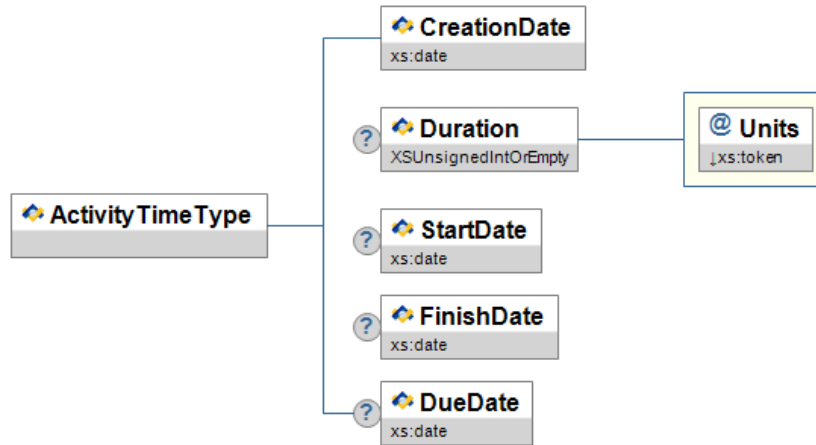 CreationDate
xs:date
? Duration
XSUnsignedIntOrEmpty
@ Units
↓xs:token
ActivityTimeType
? StartDate
xs:date
? FinishDate
xs:date
? DueDate
xs:date